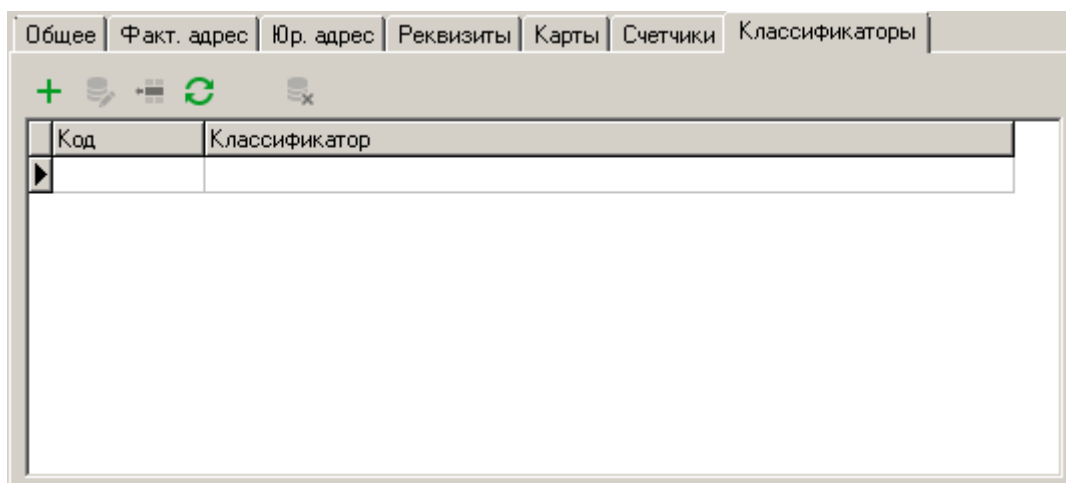 Общее Факт. адрес Юр. адрес Реквизиты Карты Счетчики Классификаторы
Код Классификатор